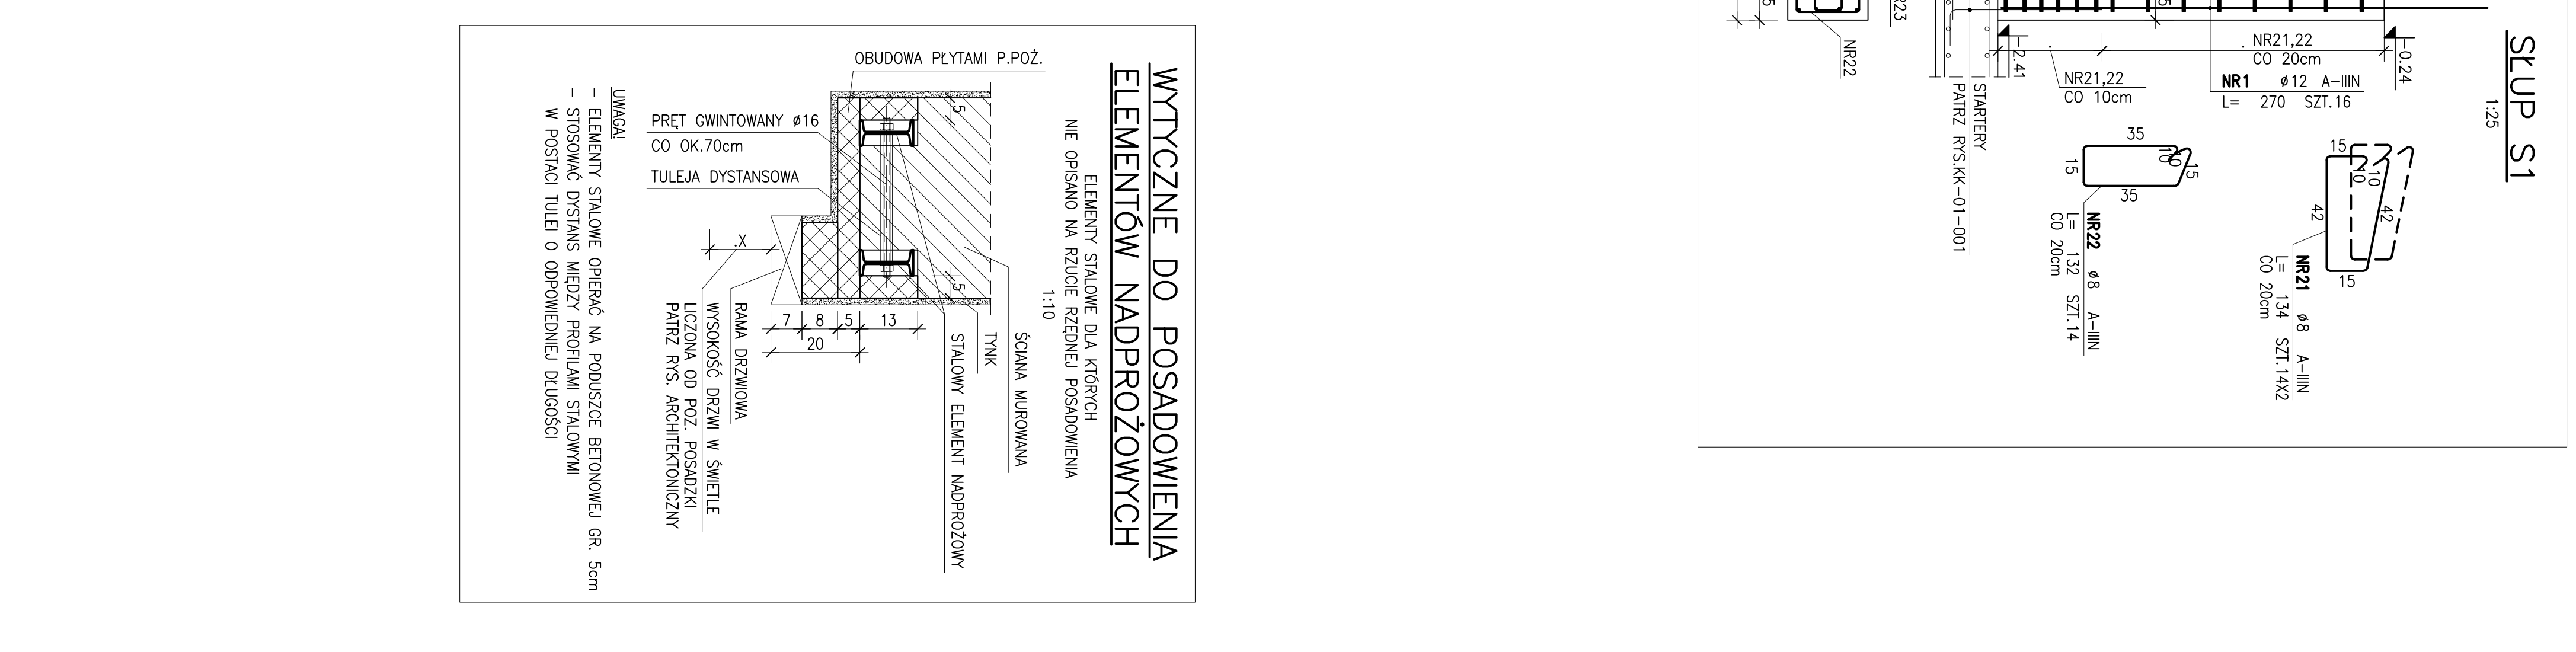 WYTYCZNE DO POSADOWIENIA
ELEMENTÓW NADPROŻOWYCH
ELEMENTY STALOWE DLA KTÓRYCH
NIE OPISANO NA RZUCIE RZĘDNEJ POSADOWIENIA
1:10
OBUDOWA PŁYTAMI P.POŻ.
PRĘT GWINTOWANY ø16
CO OK.70cm
TULEJA DYSTANSOWA
5
5
.X
7
8
5
13
20
ŚCIANA MUROWANA
TYNK
STALOWY ELEMENT NADPROŻOWY
RAMA DRZWIOWA
WYSOKOŚĆ DRZWI W ŚWIETLE
LICZONA OD POZ. POSADZKI
PATRZ RYS. ARCHITEKTONICZNY
UWAGA!
- ELEMENTY STALOWE OPIERAĆ NA PODUSZCE BETONOWEJ GR. 5cm
- STOSOWAĆ DYSTANS MIĘDZY PROFILAMI STALOWYMI
W POSTACI TULEI O ODPOWIEDNIEJ DŁUGOŚCI
SŁUP S1
1:25
-0.24
-2.41
NR21,22
CO 20cm
NR1 ø12 A-IIIN
L= 270 SZT.16
NR21,22
CO 10cm
NR22
STARTERY
PATRZ RYS.KK-01-001
35
15
10
10
15
35
NR22 ø8 A-IIIN
L= 132 SZT.14
CO 20cm
15
10
10
42
42
15
NR21 ø8 A-IIIN
L= 134 SZT.14X2
CO 20cm